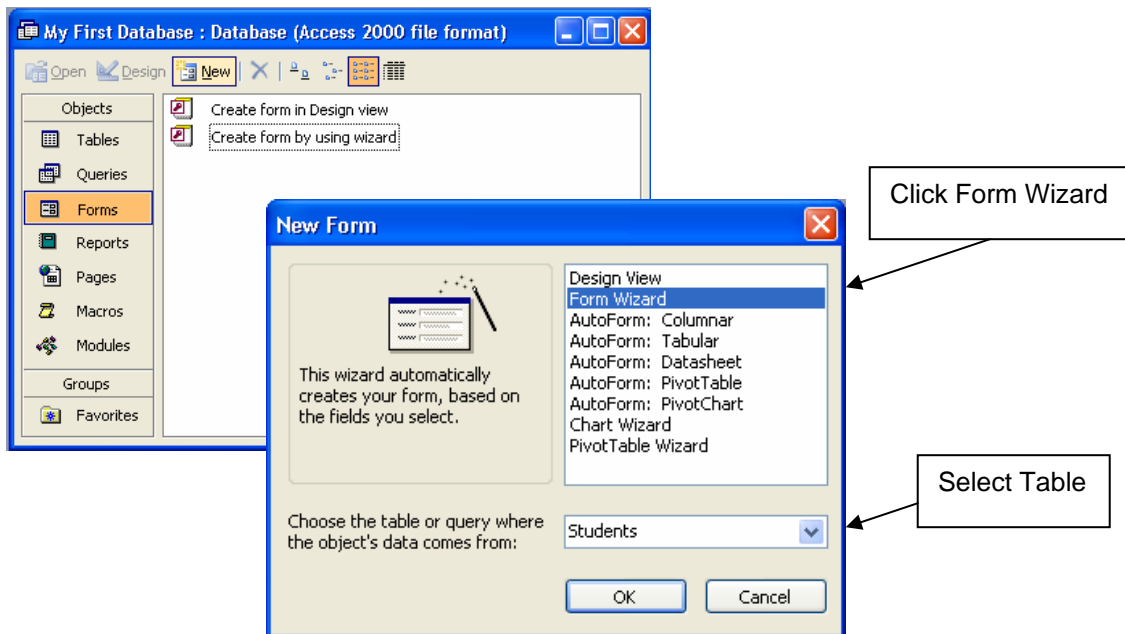 My First Database : Database (Access 2000 file format)
Open Design New
Objects
Tables
Queries
Forms
Reports
Pages
Macros
Modules
Groups
Favorites
Create form in Design view
Create form by using wizard
New Form
This wizard automatically
creates your form, based on
the fields you select.
Design View
Form Wizard
AutoForm: Columnar
AutoForm: Tabular
AutoForm: Datasheet
AutoForm: PivotTable
AutoForm: PivotChart
Chart Wizard
PivotTable Wizard
Choose the table or query where
the object's data comes from:
Students
OK Cancel
Click Form Wizard
Select Table